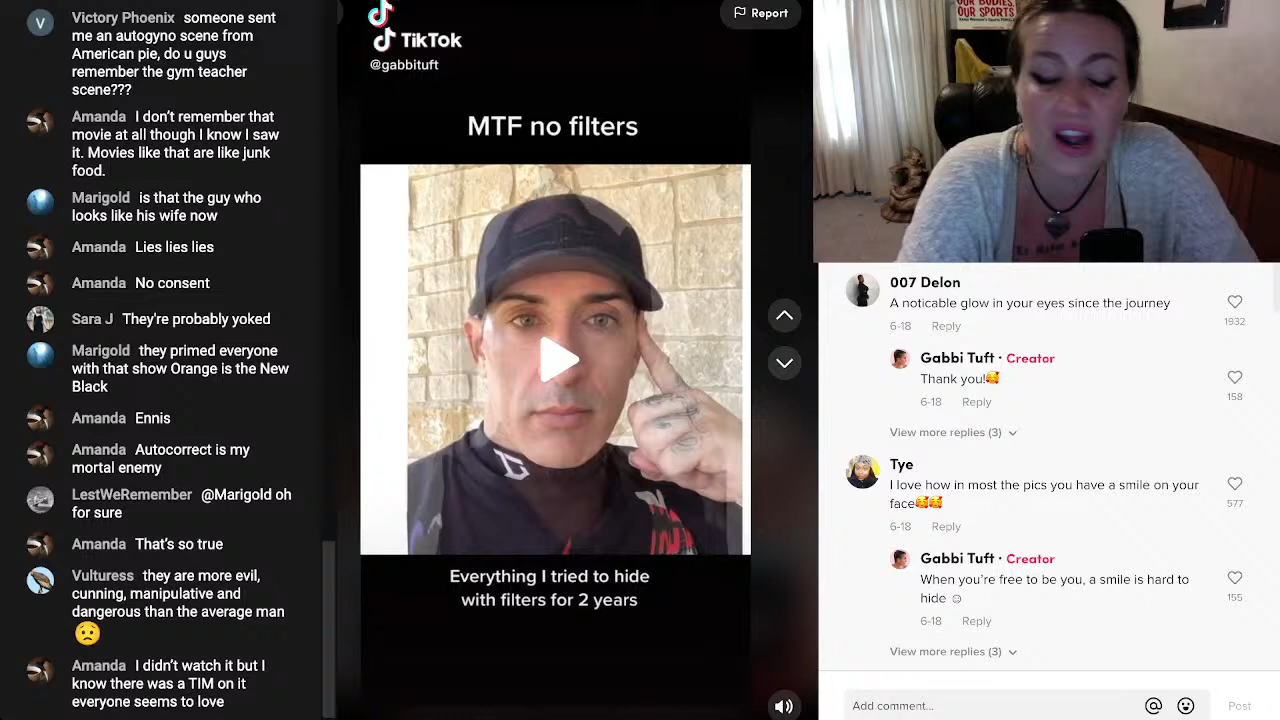 V
Victory Phoenix someone sent
me an autogyno scene from
American pie, do u guys
remember the gym teacher
scene???
Amanda I don't remember that
movie at all though I know I saw
it. Movies like that are like junk
food.
Marigold is that the guy who
looks like his wife now
Amanda Lies lies lies
Amanda No consent
Sara J They're probably yoked
Marigold they primed everyone
with that show Orange is the New
Black
Amanda Ennis
Amanda Autocorrect is my
mortal enemy
LestWeRemember @Marigold oh
for sure
Amanda That's so true
Vulturess they are more evil,
cunning, manipulative and
dangerous than the average man
😟
Amanda I didn't watch it but I
know there was a TIM on it
everyone seems to love
TikTok
@gabbituft
Report
MTF no filters
Everything I tried to hide
with filters for 2 years
OUR BODIES,
OUR SPORTS
007 Delon
A noticable glow in your eyes since the journey
6-18 Reply
1932
Gabbi Tuft · Creator
Thank you!🥰
6-18 Reply
158
View more replies (3)
Tye
I love how in most the pics you have a smile on your
face🥰🥰
6-18 Reply
577
Gabbi Tuft · Creator
When you're free to be you, a smile is hard to
hide ☺
6-18 Reply
155
View more replies (3)
Add comment...
Post